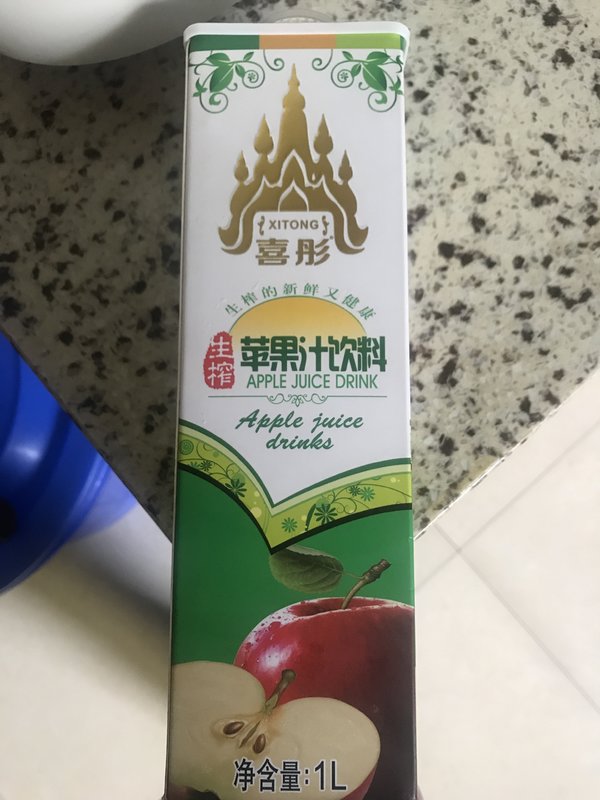 XITONG
喜彤
生榨的新鲜又健康
生榨
苹果汁饮料
APPLE JUICE DRINK
Apple juice
drinks
净含量:1L